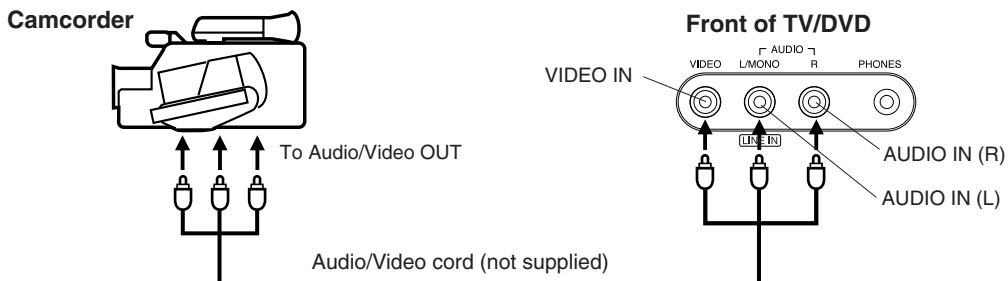 Camcorder
Front of TV/DVD
AUDIO
VIDEO L/MONO R PHONES
VIDEO IN
To Audio/Video OUT
LINE IN
AUDIO IN (R)
AUDIO IN (L)
Audio/Video cord (not supplied)